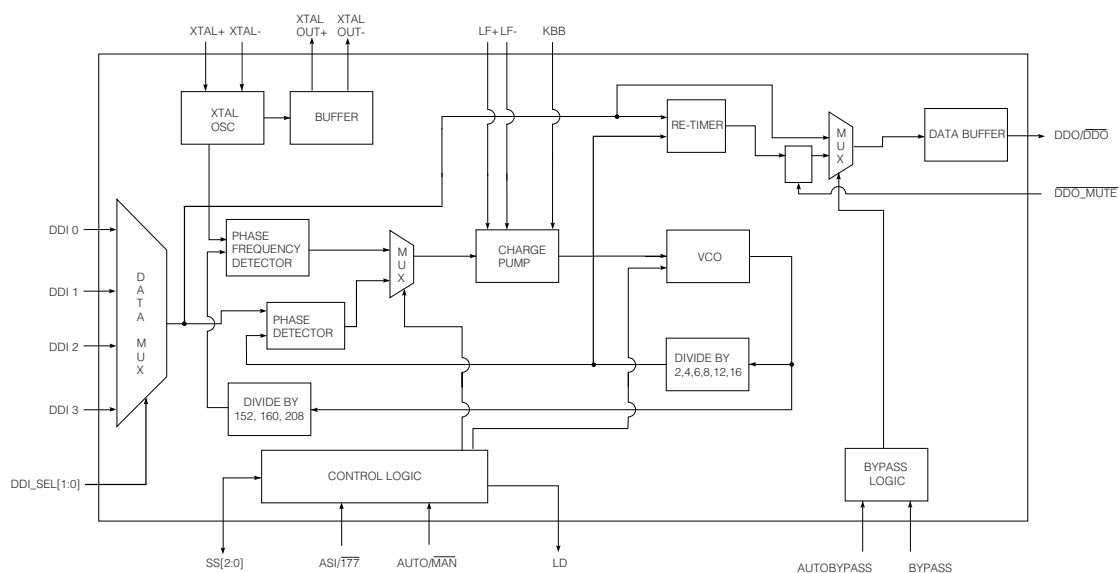 XTAL+ XTAL-
XTAL
OUT+
XTAL
OUT-
LF+ LF-
KBB
XTAL
OSC
BUFFER
RE-TIMER
MUX
DATA BUFFER
DDO/DDO
DDO_MUTE
DDI 0
DDI 1
DDI 2
DDI 3
DATA MUX
PHASE
FREQUENCY
DETECTOR
MUX
CHARGE
PUMP
VCO
PHASE
DETECTOR
DIVIDE BY
2,4,6,8,12,16
DIVIDE BY
152, 160, 208
DDI_SEL[1:0]
CONTROL LOGIC
BYPASS
LOGIC
SS[2:0]
ASI/177
AUTO/MAN
LD
AUTOBYPASS
BYPASS